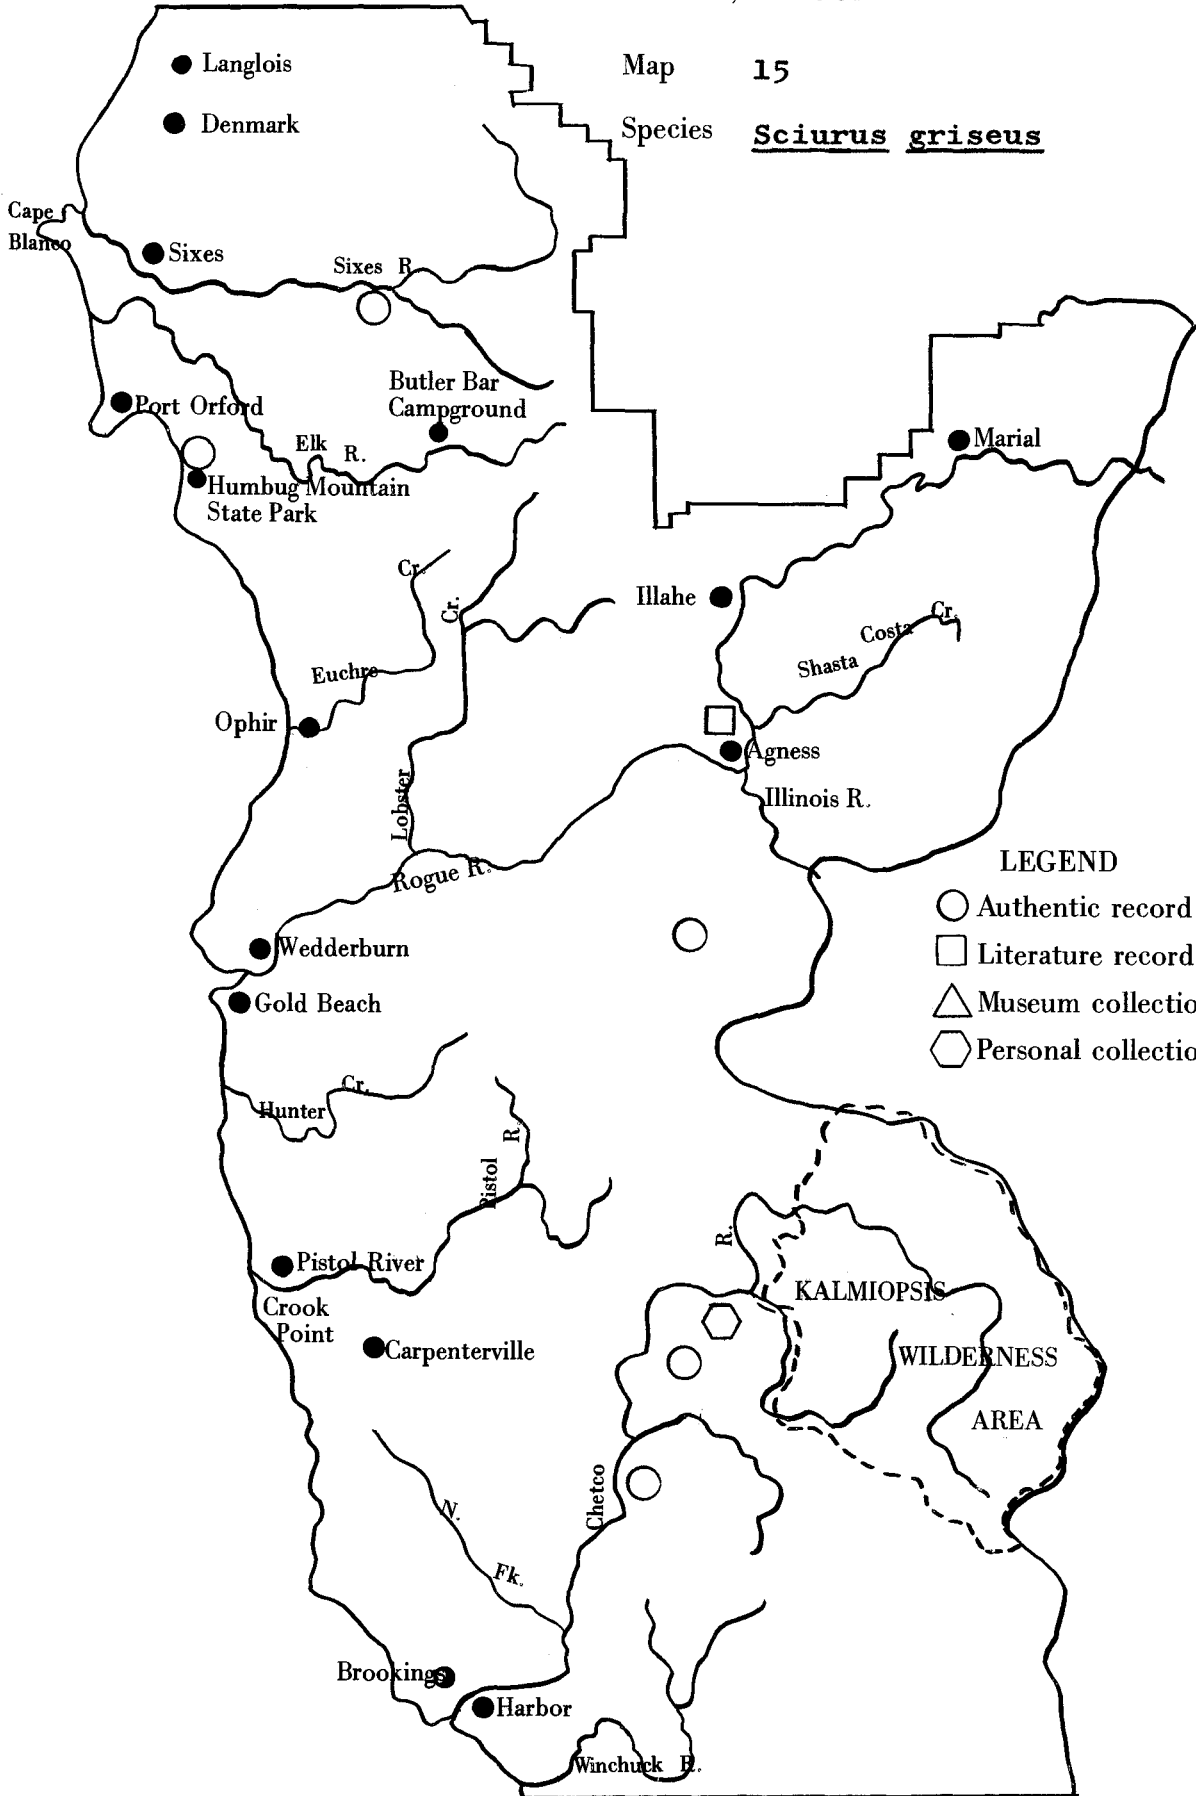 Map 15
Species Sciurus griseus
Langlois
Denmark
Cape
Blanco
Sixes
Sixes R.
Butler Bar
Campground
Port Orford
Elk R.
Marial
Humbug Mountain
State Park
Cr.
Cr.
Illahe
Cr.
Costa
Shasta
Euchre
Ophir
Agness
Lobster
Illinois R.
Rogue R.
LEGEND
Authentic record
Literature record
Museum collectio
Personal collectio
Wedderburn
Gold Beach
Cr.
Hunter
R.
Pistol
R.
Pistol River
KALMIOPSIS
Crook
Point
Carpenterville
WILDERNESS
AREA
Chetco
N.
Fk.
Brookings
Harbor
Winchuck R.